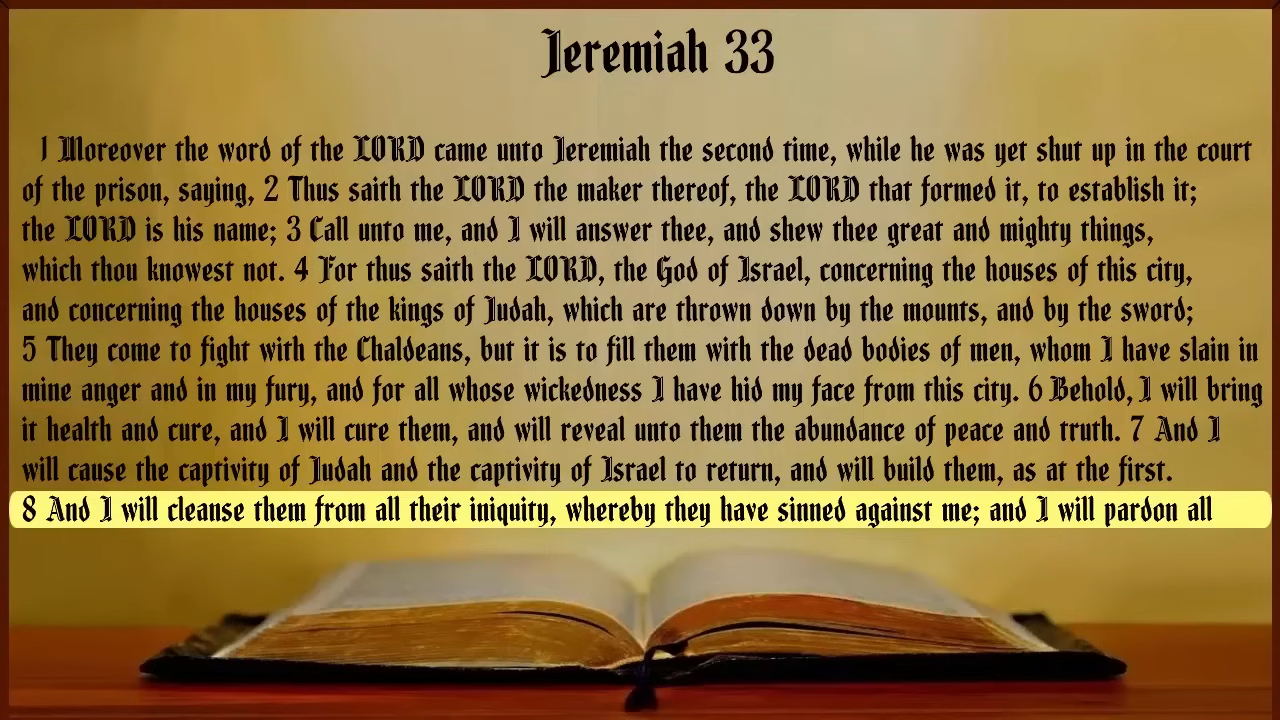 Jeremiah 33
1 Moreover the word of the LORD came unto Jeremiah the second time, while he was yet shut up in the court
of the prison, saying, 2 Thus saith the LORD the maker thereof, the LORD that formed it, to establish it;
the LORD is his name; 3 Call unto me, and I will answer thee, and shew thee great and mighty things,
which thou knowest not. 4 For thus saith the LORD, the God of Israel, concerning the houses of this city,
and concerning the houses of the kings of Judah, which are thrown down by the mounts, and by the sword;
5 They come to fight with the Chaldeans, but it is to fill them with the dead bodies of men, whom I have slain in
mine anger and in my fury, and for all whose wickedness I have hid my face from this city. 6 Behold, I will bring
it health and cure, and I will cure them, and will reveal unto them the abundance of peace and truth. 7 And I
will cause the captivity of Judah and the captivity of Israel to return, and will build them, as at the first.
8 And I will cleanse them from all their iniquity, whereby they have sinned against me; and I will pardon all